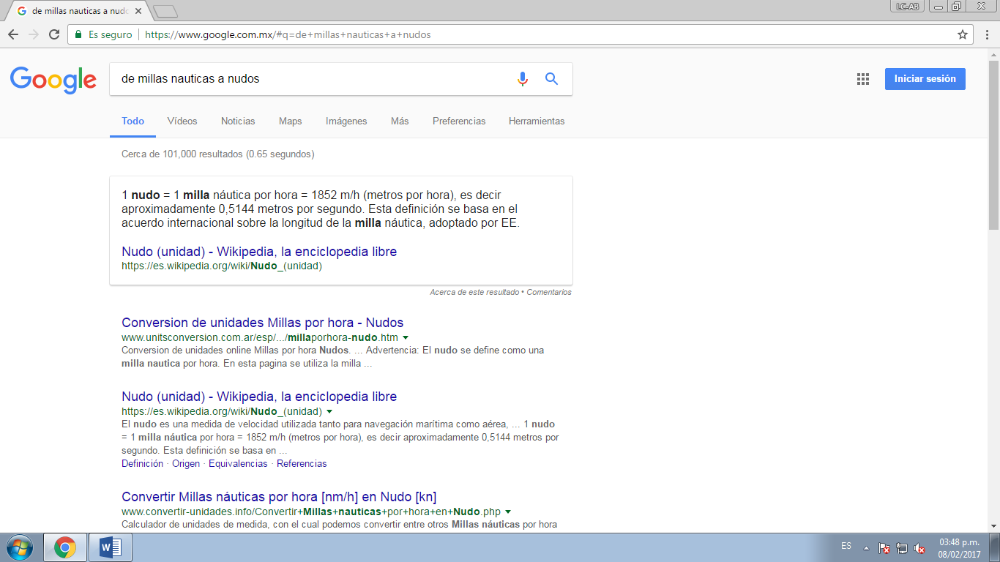 de millas nauticas a nudo
LC-AB
Es seguro
https://www.google.com.mx/#q=de+millas+nauticas+a+nudos
Google
de millas nauticas a nudos
Iniciar sesión
Todo Vídeos Noticias Maps Imágenes Más Preferencias Herramientas
Cerca de 101,000 resultados (0.65 segundos)
1 nudo = 1 milla náutica por hora = 1852 m/h (metros por hora), es decir
aproximadamente 0,5144 metros por segundo. Esta definición se basa en el
acuerdo internacional sobre la longitud de la milla náutica, adoptado por EE.
Nudo (unidad) - Wikipedia, la enciclopedia libre
https://es.wikipedia.org/wiki/Nudo_(unidad)
Acerca de este resultado • Comentarios
Conversion de unidades Millas por hora - Nudos
www.unitsconversion.com.ar/esp/.../millaporhora-nudo.htm
Conversion de unidades online Millas por hora Nudos. ... Advertencia: El nudo se define como una
milla nautica por hora. En esta pagina se utiliza la milla ...
Nudo (unidad) - Wikipedia, la enciclopedia libre
https://es.wikipedia.org/wiki/Nudo_(unidad)
El nudo es una medida de velocidad utilizada tanto para navegación marítima como aérea, ... 1 nudo
= 1 milla náutica por hora = 1852 m/h (metros por hora), es decir aproximadamente 0,5144 metros por
segundo. Esta definición se basa en ...
Definición · Origen · Equivalencias · Referencias
Convertir Millas náuticas por hora [nm/h] en Nudo [kn]
www.convertir-unidades.info/Convertir+Millas+nauticas+por+hora+en+Nudo.php
Calculador de unidades de medida, con el cual podemos convertir entre otros Millas náuticas por hora
ES
03:48 p.m.
08/02/2017